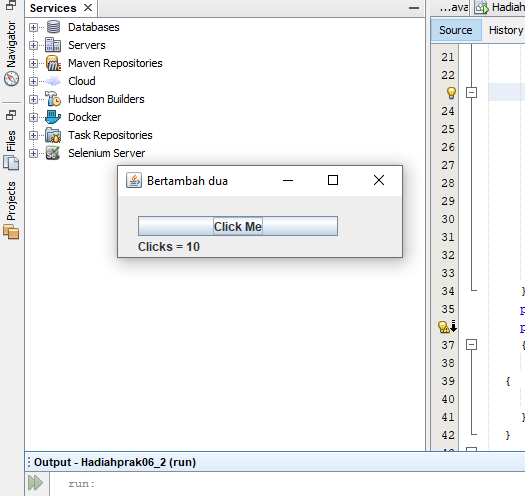 Services
...ava
Hadiahp
Source
History
Navigator
Files
Projects
Databases
Servers
Maven Repositories
Cloud
Hudson Builders
Docker
Task Repositories
Selenium Server
Bertambah dua
Click Me
Clicks = 10
21
22
24
25
26
27
28
29
30
31
32
33
34 }
35 p
p
37 {
38
39 {
40
41 }
42 }
Output - Hadiahprak06_2 (run)
run: